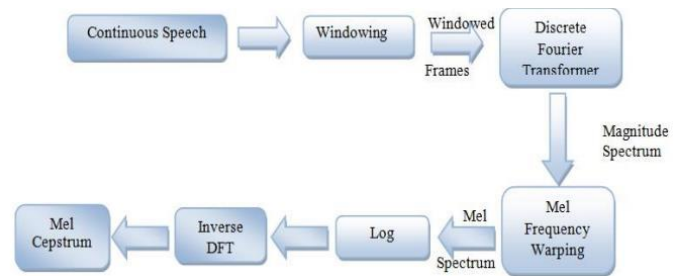 Continuous Speech
Windowing
Windowed
Frames
Discrete
Fourier
Transformer
Magnitude
Spectrum
Mel
Frequency
Warping
Mel
Spectrum
Log
Inverse
DFT
Mel
Cepstrum